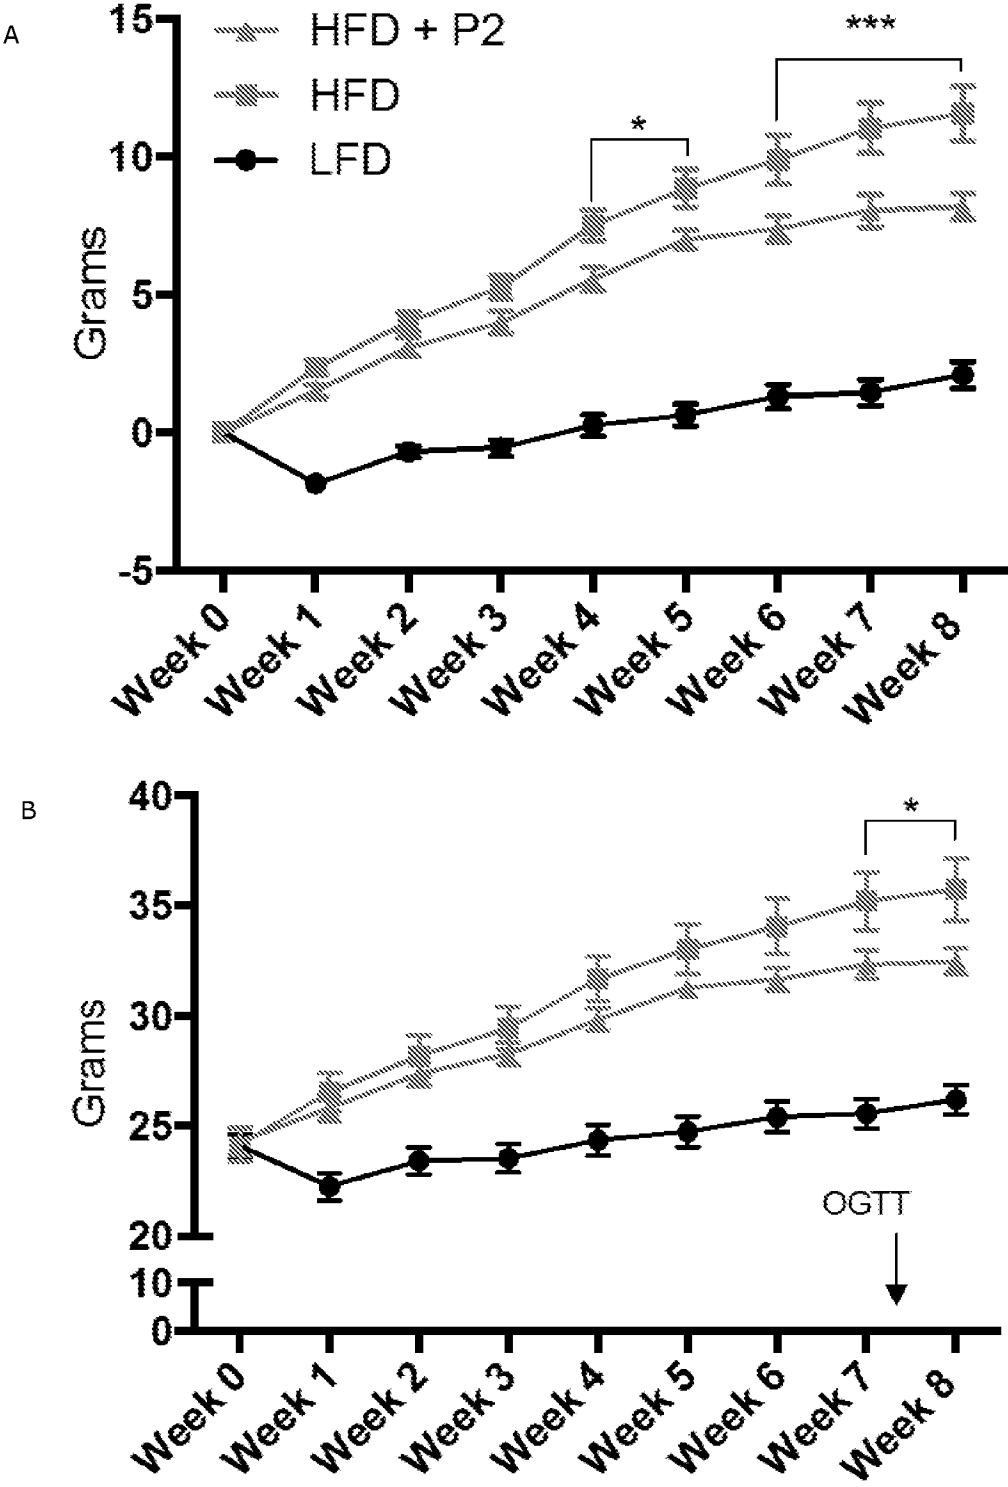 A
15
10
5
0
-5
Grams
HFD + P2
HFD
LFD
*
***
Week 0
Week 1
Week 2
Week 3
Week 4
Week 5
Week 6
Week 7
Week 8
B
40
35
30
25
20
10
0
Grams
*
OGTT
Week 0
Week 1
Week 2
Week 3
Week 4
Week 5
Week 6
Week 7
Week 8